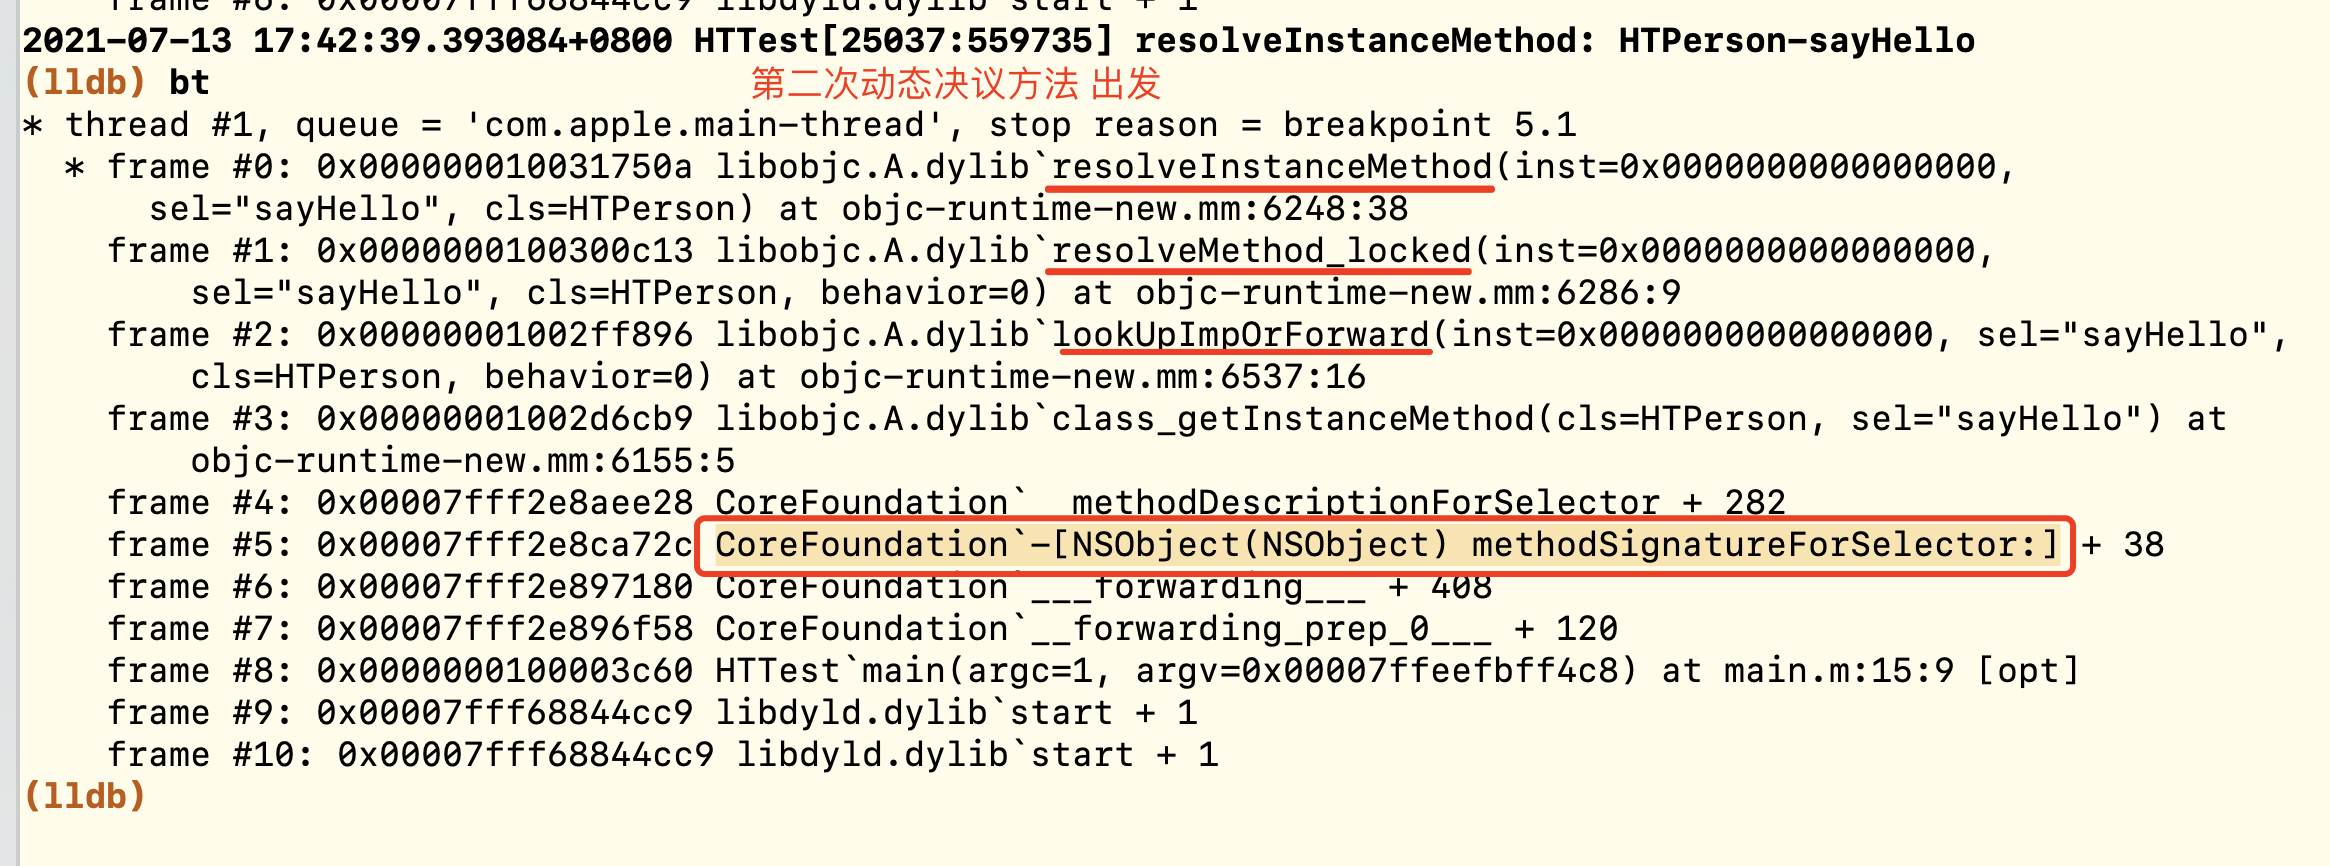 frame #6: 0x00007fff68844cc9 libdyld.dylib`start + 1
2021-07-13 17:42:39.393084+0800 HTTest[25037:559735] resolveInstanceMethod: HTPerson-sayHello
(lldb) bt
第二次动态决议方法 出发
* thread #1, queue = 'com.apple.main-thread', stop reason = breakpoint 5.1
* frame #0: 0x000000010031750a libobjc.A.dylib`resolveInstanceMethod(inst=0x0000000000000000,
sel="sayHello", cls=HTPerson) at objc-runtime-new.mm:6248:38
frame #1: 0x0000000100300c13 libobjc.A.dylib`resolveMethod_locked(inst=0x0000000000000000,
sel="sayHello", cls=HTPerson, behavior=0) at objc-runtime-new.mm:6286:9
frame #2: 0x00000001002ff896 libobjc.A.dylib`lookUpImpOrForward(inst=0x0000000000000000, sel="sayHello",
cls=HTPerson, behavior=0) at objc-runtime-new.mm:6537:16
frame #3: 0x00000001002d6cb9 libobjc.A.dylib`class_getInstanceMethod(cls=HTPerson, sel="sayHello") at
objc-runtime-new.mm:6155:5
frame #4: 0x00007fff2e8aee28 CoreFoundation`__methodDescriptionForSelector + 282
frame #5: 0x00007fff2e8ca72c CoreFoundation`-[NSObject(NSObject) methodSignatureForSelector:] + 38
frame #6: 0x00007fff2e897180 CoreFoundation`___forwarding___ + 408
frame #7: 0x00007fff2e896f58 CoreFoundation`__forwarding_prep_0___ + 120
frame #8: 0x0000000100003c60 HTTest`main(argc=1, argv=0x00007ffeefbff4c8) at main.m:15:9 [opt]
frame #9: 0x00007fff68844cc9 libdyld.dylib`start + 1
frame #10: 0x00007fff68844cc9 libdyld.dylib`start + 1
(lldb)